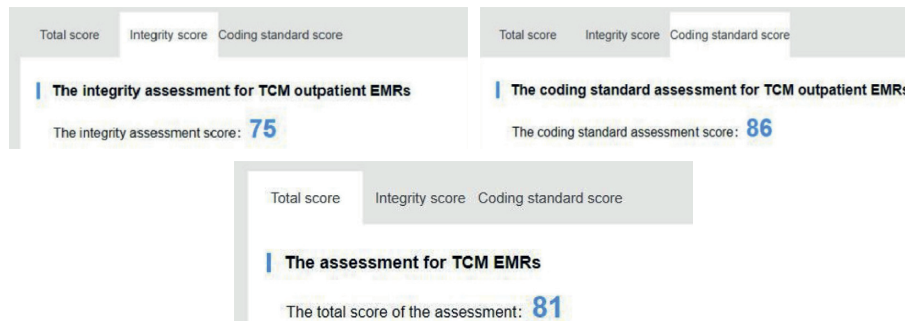 Total score Integrity score Coding standard score
The integrity assessment for TCM outpatient EMRs
The integrity assessment score: 75
Total score Integrity score Coding standard score
The coding standard assessment for TCM outpatient EMRs
The coding standard assessment score: 86
Total score Integrity score Coding standard score
The assessment for TCM EMRs
The total score of the assessment: 81